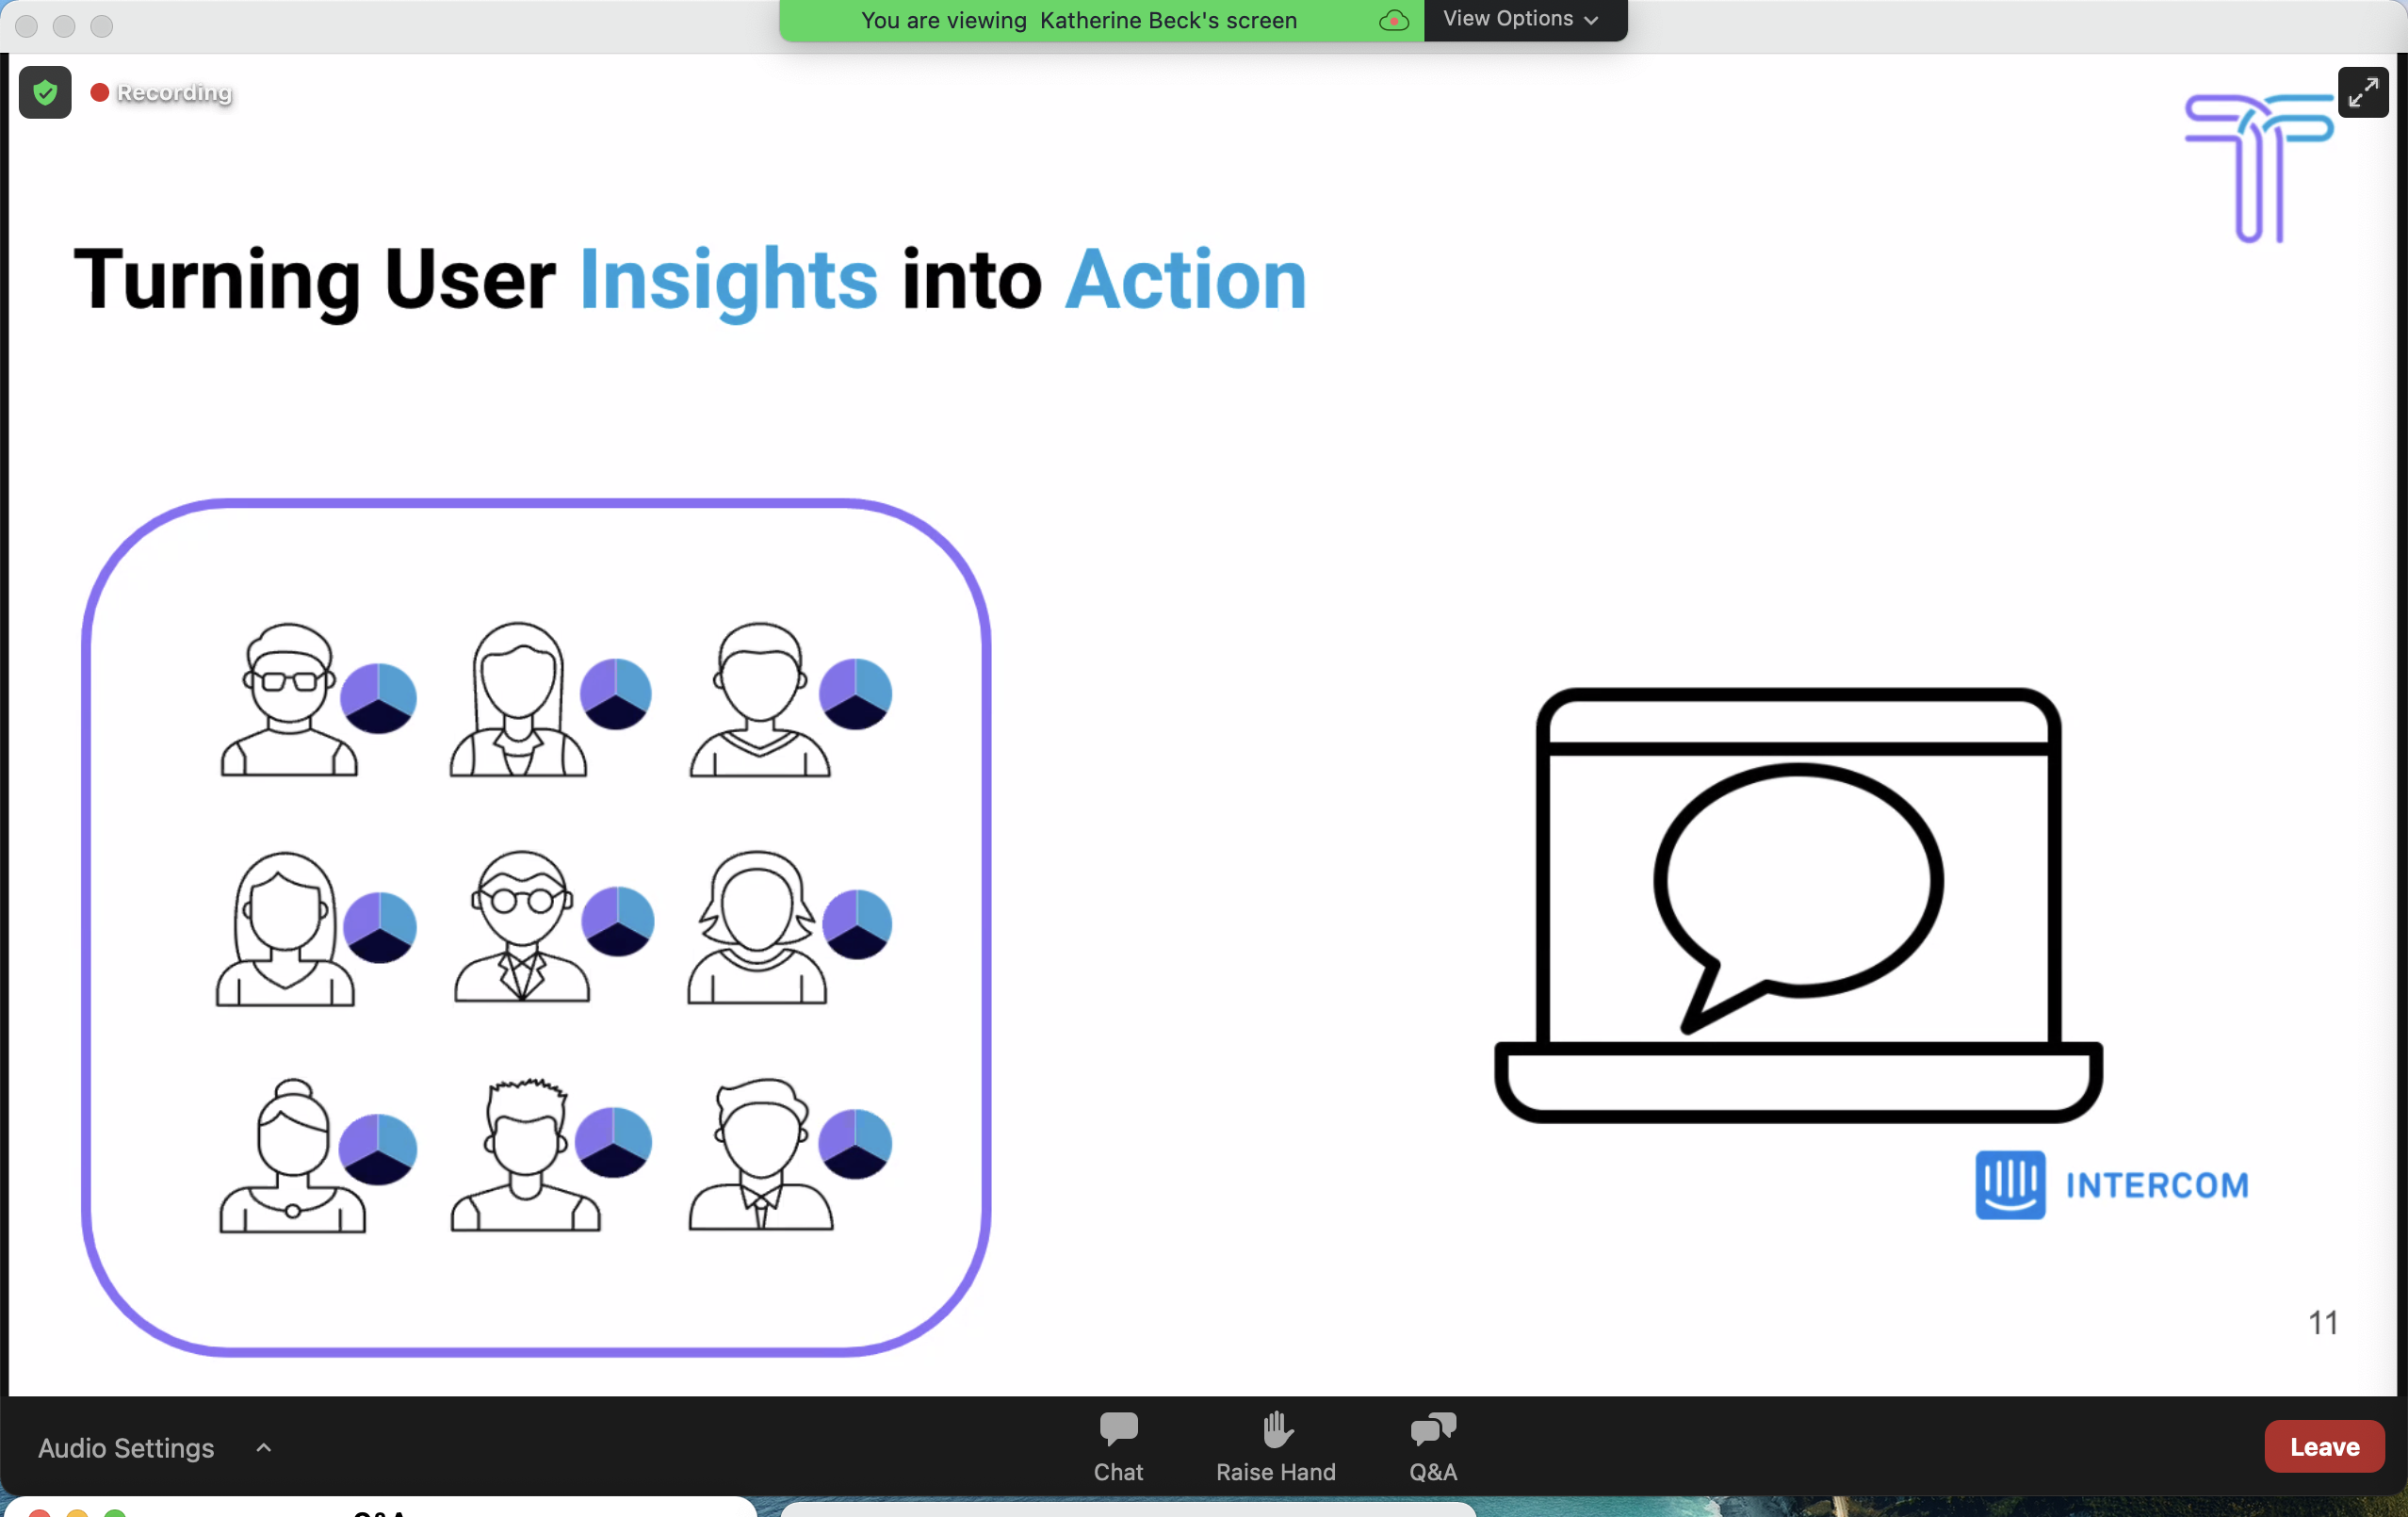 You are viewing Katherine Beck's screen
View Options
Recording
Turning User Insights into Action
INTERCOM
11
Audio Settings
Chat
Raise Hand
Q&A
Leave
Q&A